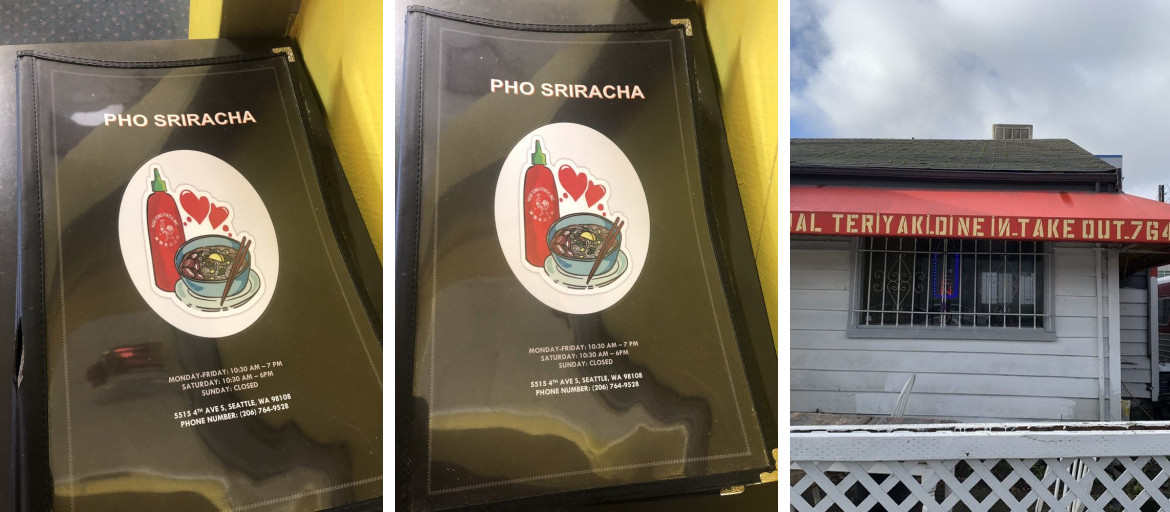 PHO SRIRACHA
MONDAY-FRIDAY: 10:30 AM – 7 PM
SATURDAY: 10:30 AM – 6PM
SUNDAY: CLOSED
5515 4TH AVE S, SEATTLE, WA 98108
PHONE NUMBER: (206) 764-9528
PHO SRIRACHA
MONDAY-FRIDAY: 10:30 AM – 7 PM
SATURDAY: 10:30 AM – 6PM
SUNDAY: CLOSED
5515 4TH AVE S, SEATTLE, WA 98108
PHONE NUMBER: (206) 764-9528
AL TERIYAKI.DINE IN-TAKE OUT.764